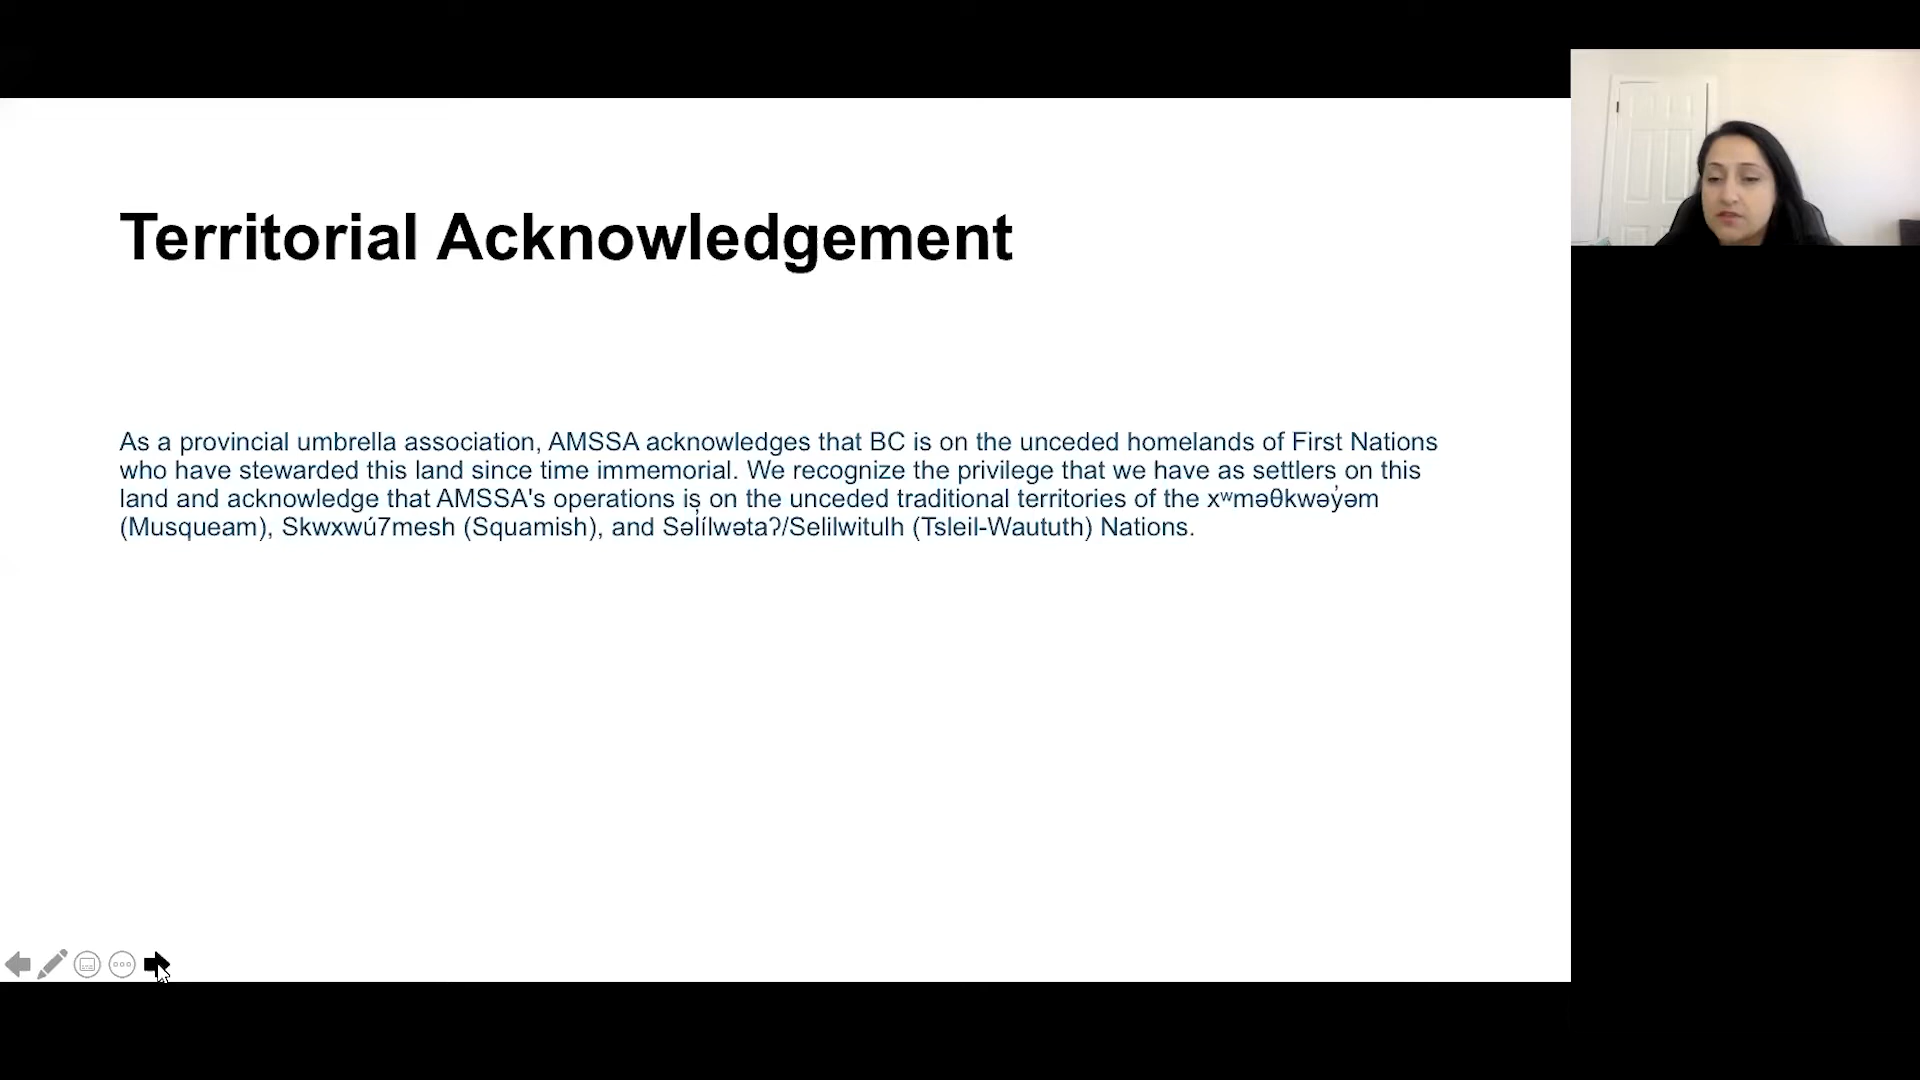 Territorial Acknowledgement
As a provincial umbrella association, AMSSA acknowledges that BC is on the unceded homelands of First Nations
who have stewarded this land since time immemorial. We recognize the privilege that we have as settlers on this
land and acknowledge that AMSSA's operations is on the unceded traditional territories of the xʷməθkwəy̓əm
(Musqueam), Skwxwú7mesh (Squamish), and Səl̓ílwətaʔ/Selilwitulh (Tsleil-Waututh) Nations.